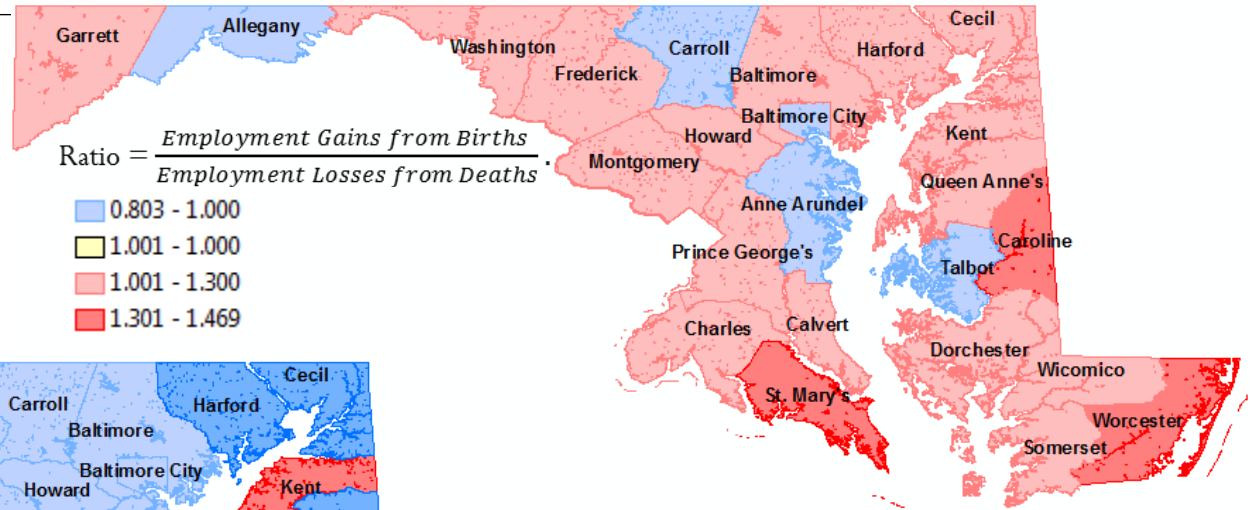 Cecil
Garrett
Allegany
Washington
Carroll
Harford
Frederick
Baltimore
Baltimore City
Howard
Kent
Montgomery
Ratio = Employment Gains from Births
Employment Losses from Deaths .
Queen Anne's
Anne Arundel
0.803 - 1.000
1.001 - 1.000
1.001 - 1.300
1.301 - 1.469
Prince George's
Caroline
Talbot
Charles
Calvert
Dorchester
Wicomico
St. Mary's
Worcester
Somerset
Cecil
Carroll
Harford
Baltimore
Baltimore City
Howard
Kent